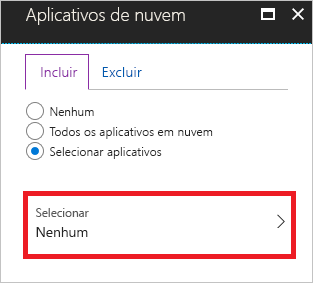 Aplicativos de nuvem
Incluir Excluir
Nenhum
Todos os aplicativos em nuvem
Selecionar aplicativos
Selecionar
Nenhum